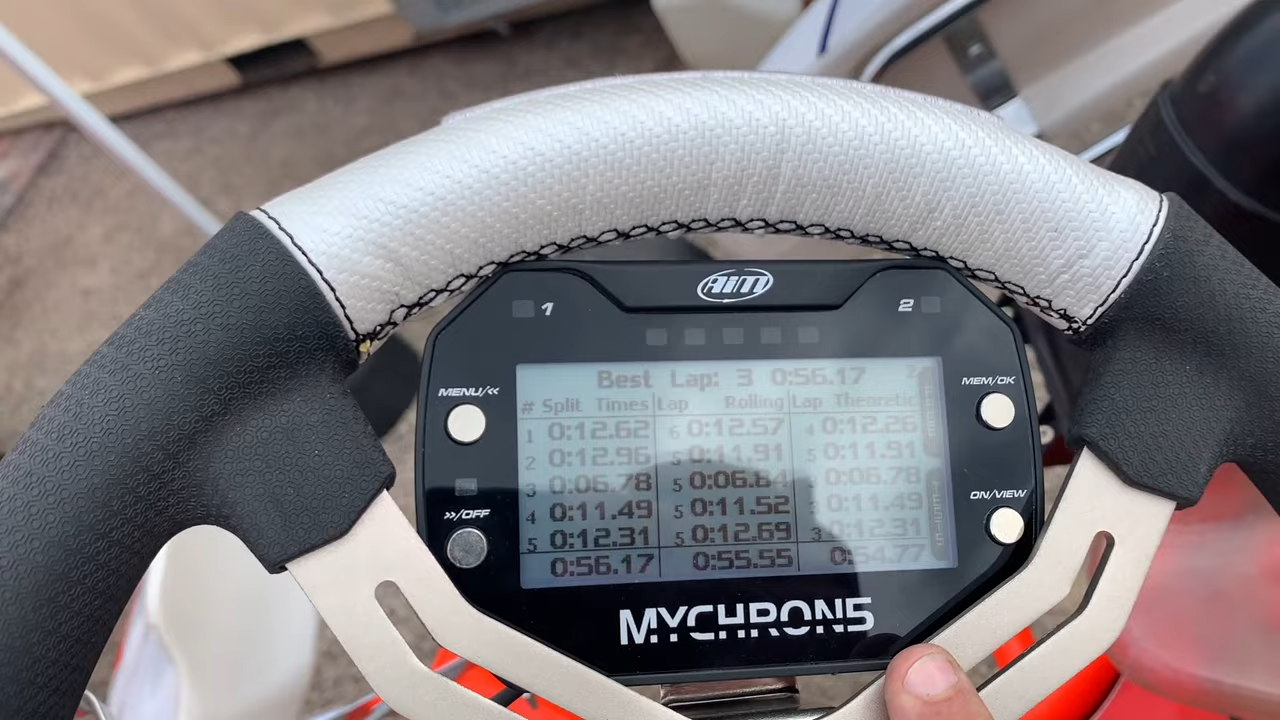 AiM
1
2
MENU/<<
MEM/OK
>>/OFF
ON/VIEW
Best Lap: 3 0:56.17
# Split Times Lap Rolling Lap Theoretic
1 0:12.62 6 0:12.57 4 0:12.26
2 0:12.96 5 0:11.91 5 0:11.91
3 0:06.78 5 0:06.84 0:06.78
4 0:11.49 5 0:11.52 0:11.49
5 0:12.31 5 0:12.69 3 0:12.31
0:56.17 0:55.55 0:54.77
MYCHRON5